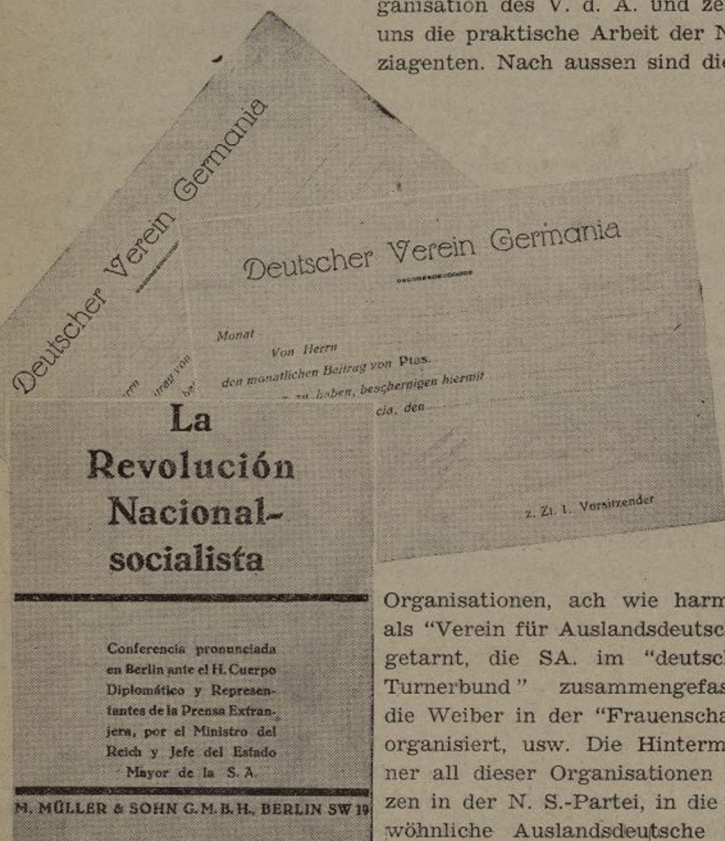 ganisation des V. d. A. und ze
uns die praktische Arbeit der N
ziagenten. Nach aussen sind die
Deutscher Verein Germania
Deutscher Verein Germania
Monat
Von Herrn
den monatlichen Beitrag von Ptas.
zu haben, bescheinigen hiermit
cia, den
z. Zt. 1. Vorsitzender
La
Revolución
Nacional-
socialista
Conferencia pronunciada
en Berlin ante el H. Cuerpo
Diplomático y Represen-
tantes de la Prensa Extran-
jera, por el Ministro del
Reich y Jefe del Estado
Mayor de la S. A.
M. MÜLLER & SOHN G. M. B. H., BERLIN SW 19
Organisationen, ach wie harm
als “Verein für Auslandsdeutsc
getarnt, die SA. im “deutsc
Turnerbund” zusammengefas
die Weiber in der “Frauenscha
organisiert, usw. Die Hinterm
ner all dieser Organisationen
zen in der N. S.-Partei, in die
wöhnliche Auslandsdeutsche